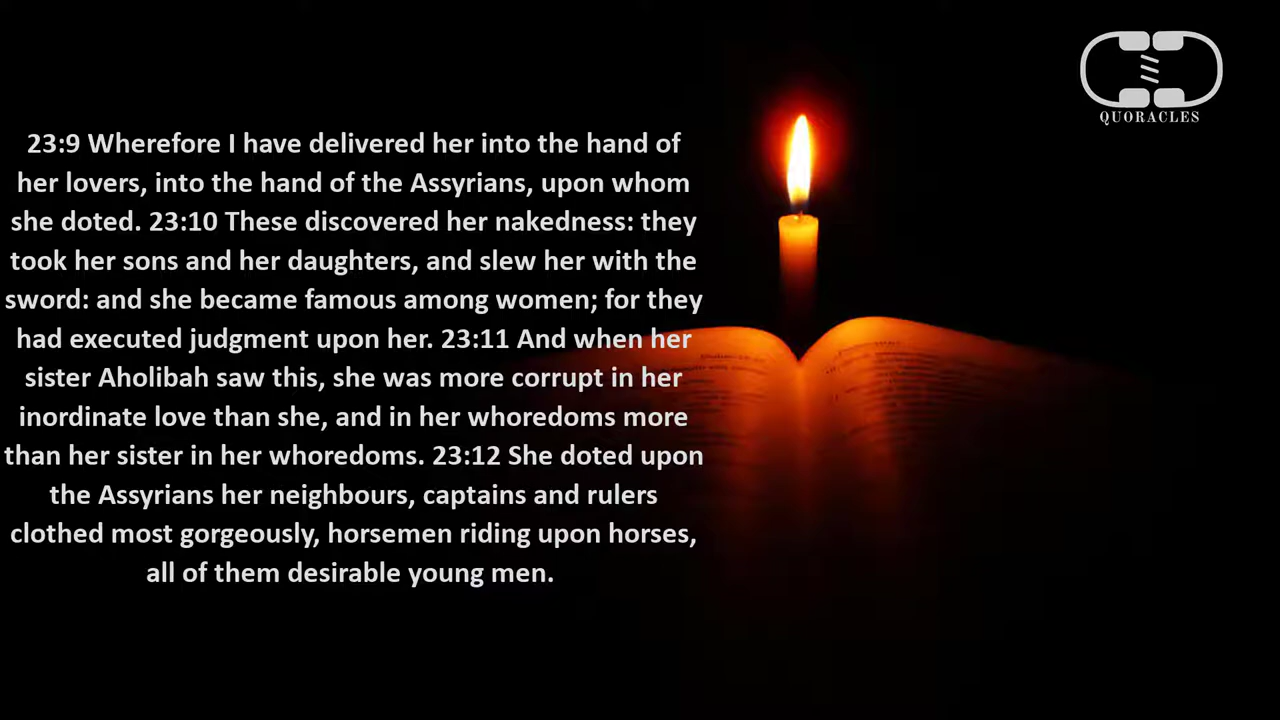 QUORACLES
23:9 Wherefore I have delivered her into the hand of
her lovers, into the hand of the Assyrians, upon whom
she doted. 23:10 These discovered her nakedness: they
took her sons and her daughters, and slew her with the
sword: and she became famous among women; for they
had executed judgment upon her. 23:11 And when her
sister Aholibah saw this, she was more corrupt in her
inordinate love than she, and in her whoredoms more
than her sister in her whoredoms. 23:12 She doted upon
the Assyrians her neighbours, captains and rulers
clothed most gorgeously, horsemen riding upon horses,
all of them desirable young men.